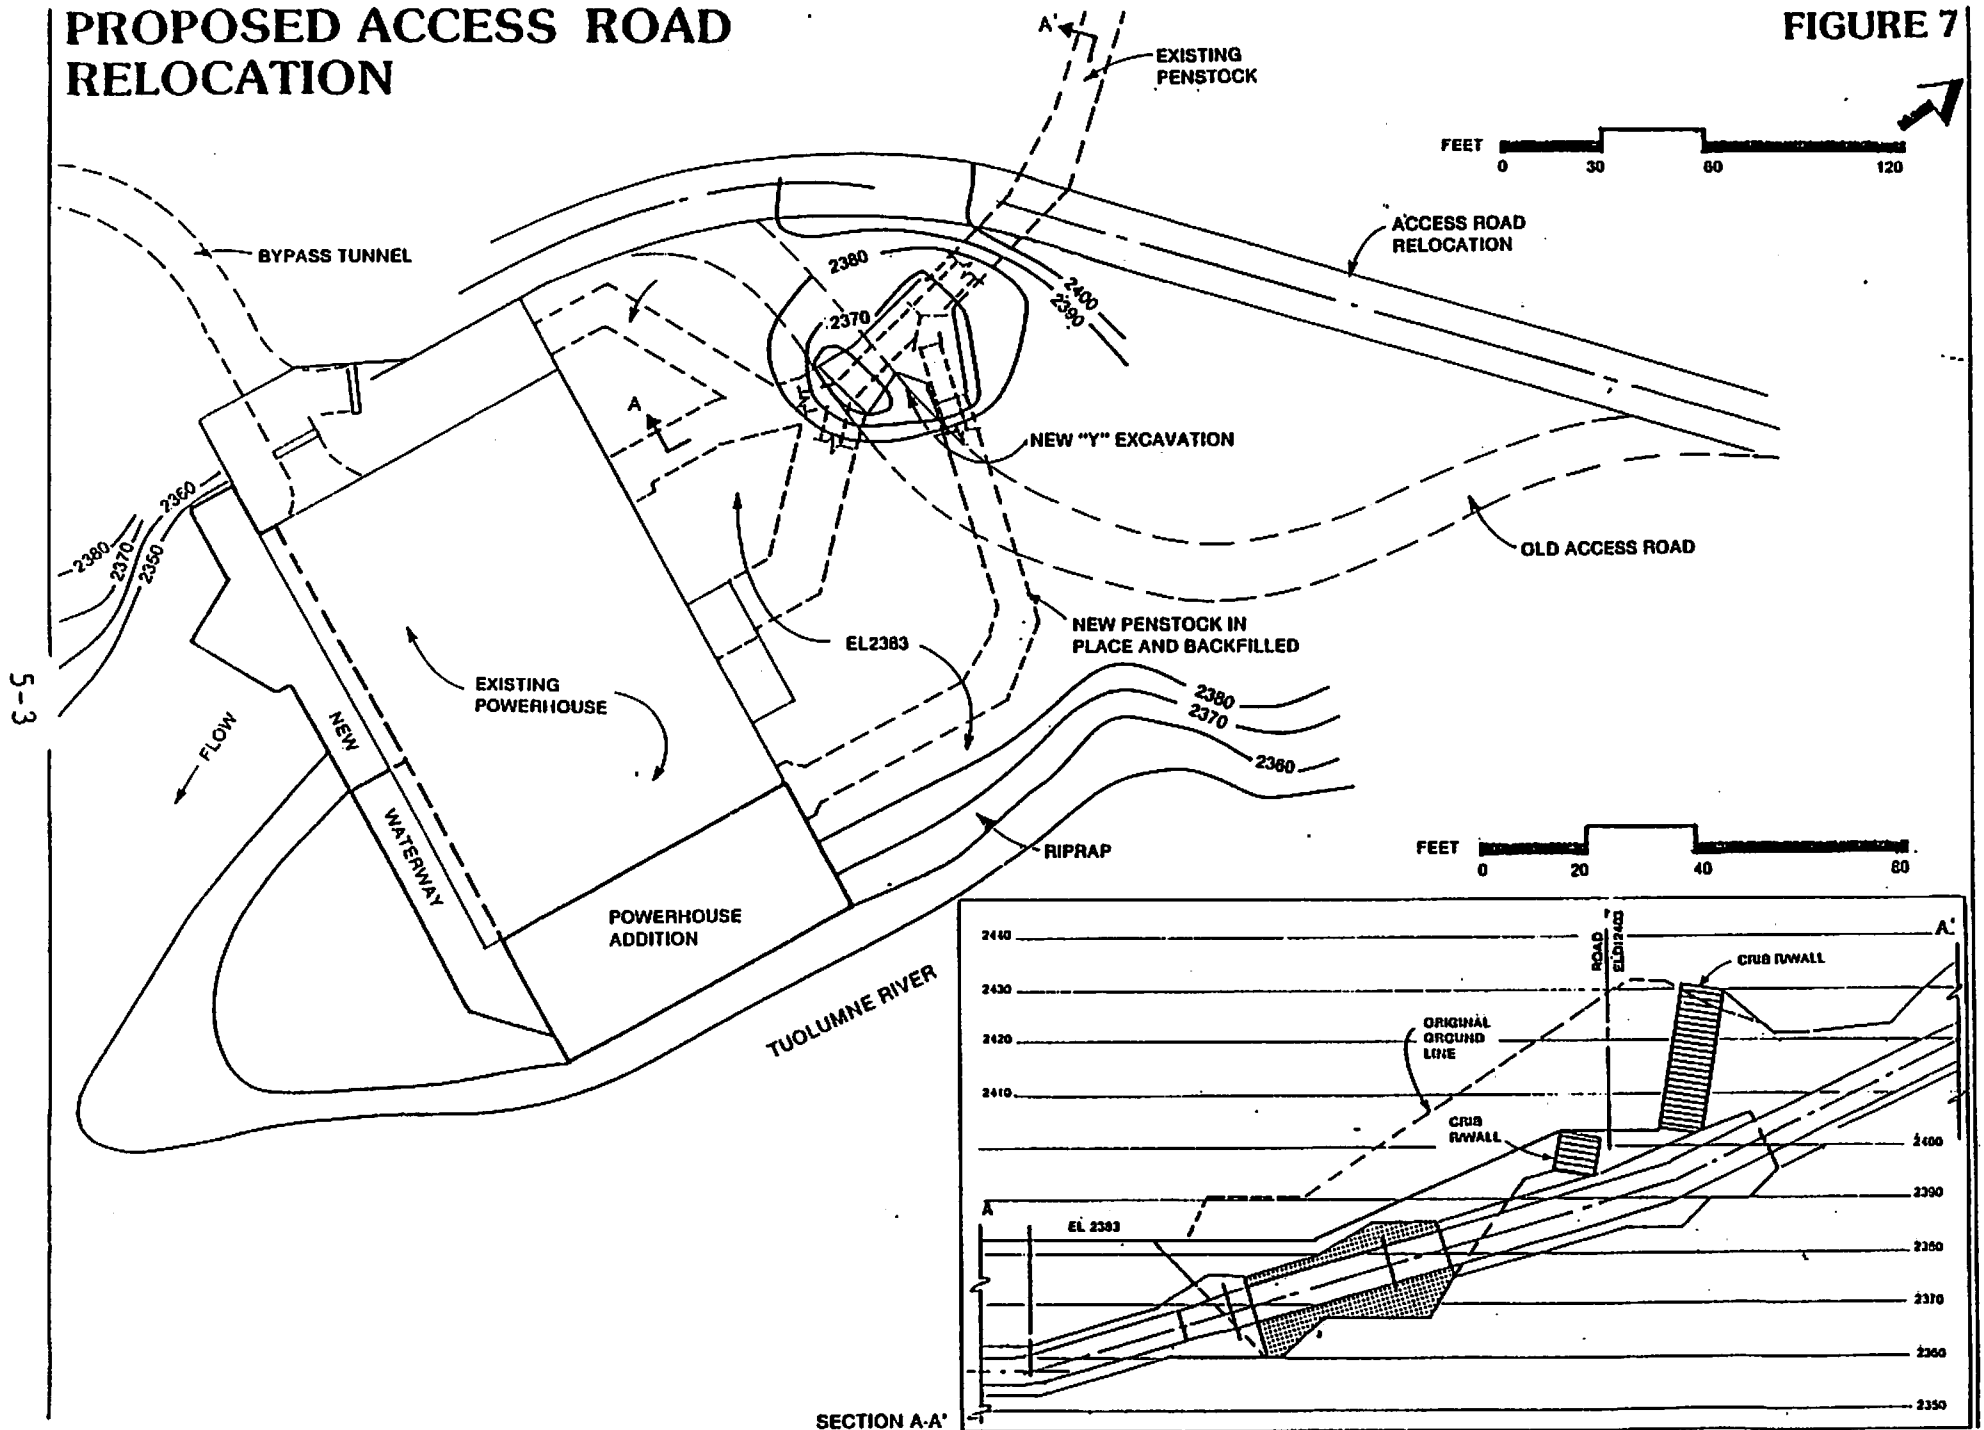 PROPOSED ACCESS ROAD
RELOCATION
FIGURE 7
A'
EXISTING
PENSTOCK
FEET
0 30 60 120
ACCESS ROAD
RELOCATION
BYPASS TUNNEL
2380
2400
2390
2370
A
NEW "Y" EXCAVATION
2360
2380
2370
2350
OLD ACCESS ROAD
NEW PENSTOCK IN
PLACE AND BACKFILLED
EL2383
EXISTING
POWERHOUSE
2380
2370
2360
5-3
FLOW
NEW
WATERWAY
RIPRAP
FEET
0 20 40 80
POWERHOUSE
ADDITION
TUOLUMNE RIVER
2440
ROAD
A'
CRIB R/WALL
2430
ORIGINAL
GROUND
LINE
2420
2410
CRIB
R/WALL
2400
2390
A
EL 2383
2380
2370
2360
2350
SECTION A-A'